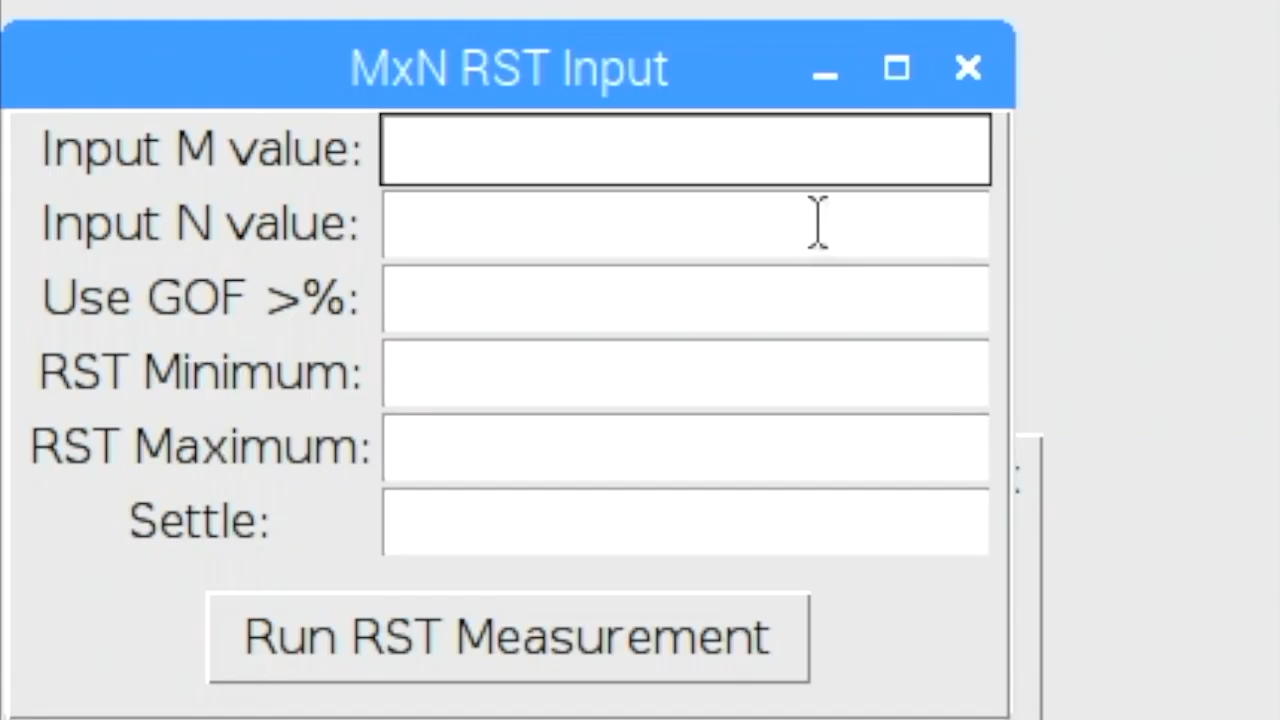 MxN RST Input
Input M value:
Input N value:
Use GOF >%:
RST Minimum:
RST Maximum:
Settle:
Run RST Measurement